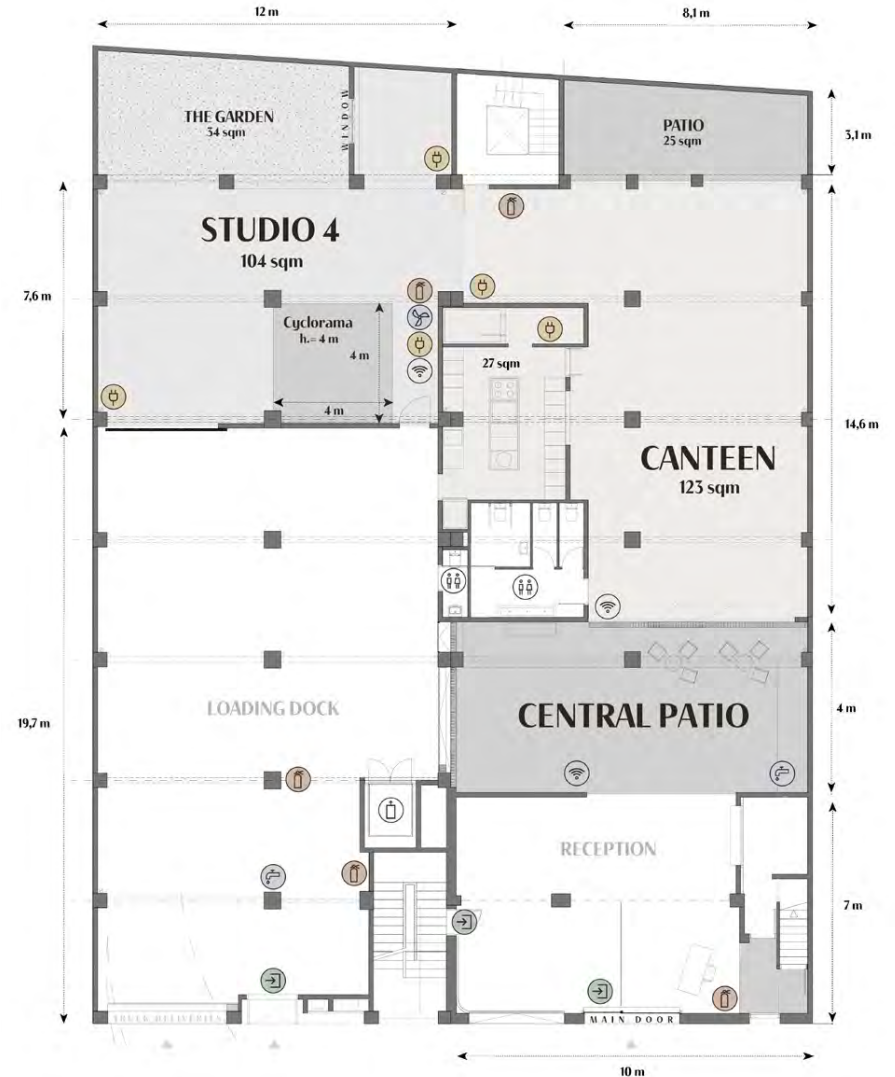 12 m
8,1 m
THE GARDEN
34 sqm
WINDOW
PATIO
25 sqm
3,1 m
STUDIO 4
104 sqm
7,6 m
Cyclorama
h.= 4 m
4 m
4 m
27 sqm
CANTEEN
123 sqm
14,6 m
LOADING DOCK
19,7 m
CENTRAL PATIO
4 m
RECEPTION
7 m
TRUCK DELIVERIES
MAIN DOOR
10 m